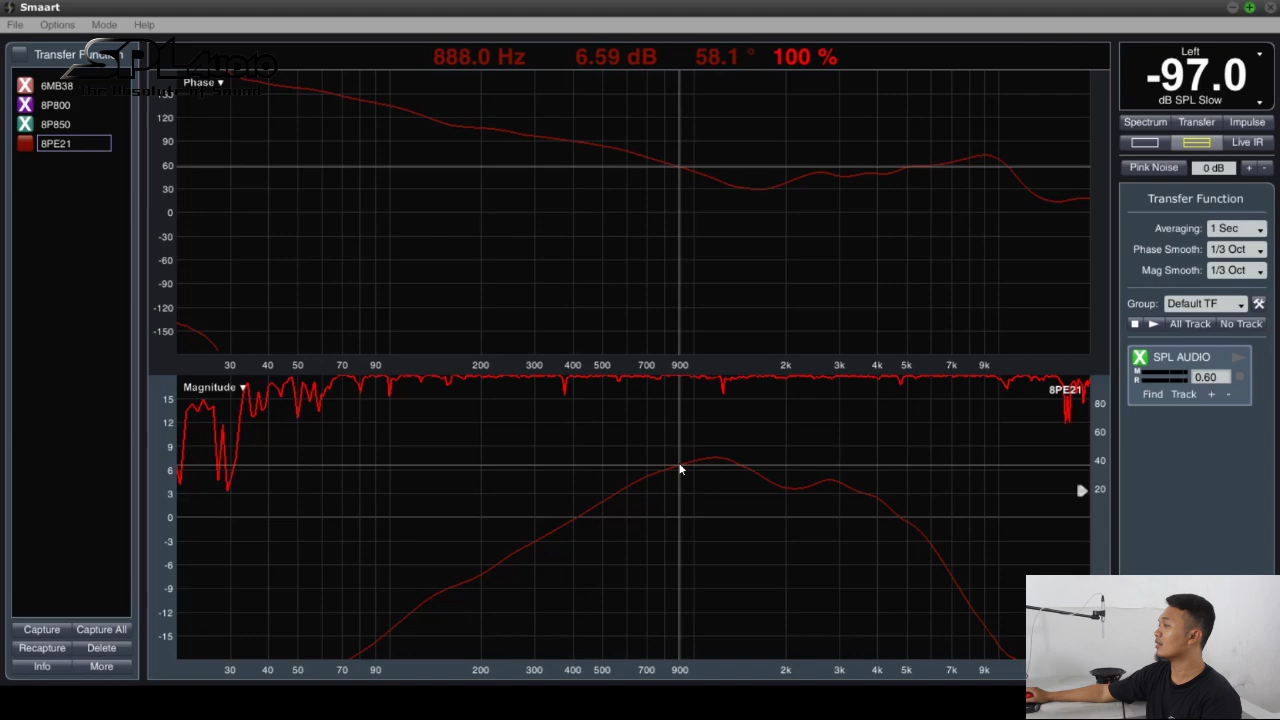 Smaart
File Options Mode Help
Transfer Function
SPL Audio
The Absolute of Sound
6MB38
8P800
8P850
8PE21
Capture Capture All
Recapture Delete
Info More
888.0 Hz 6.59 dB 58.1 ° 100 %
Phase ▼
150
120
90
60
30
0
-30
-60
-90
-120
-150
30 40 50 70 90 200 300 400 500 700 900 2k 3k 4k 5k 7k 9k
Magnitude ▼
8PE21
15
12
9
6
3
0
-3
-6
-9
-12
-15
80
60
40
20
30 40 50 70 90 200 300 400 500 700 900 2k 3k 4k 5k 7k 9k
Left
-97.0
dB SPL Slow
Spectrum Transfer Impulse
Live IR
Pink Noise 0 dB + -
Transfer Function
Averaging: 1 Sec
Phase Smooth: 1/3 Oct
Mag Smooth: 1/3 Oct
Group: Default TF
All Track No Track
X SPL AUDIO
M
R
0.60
Find Track + -